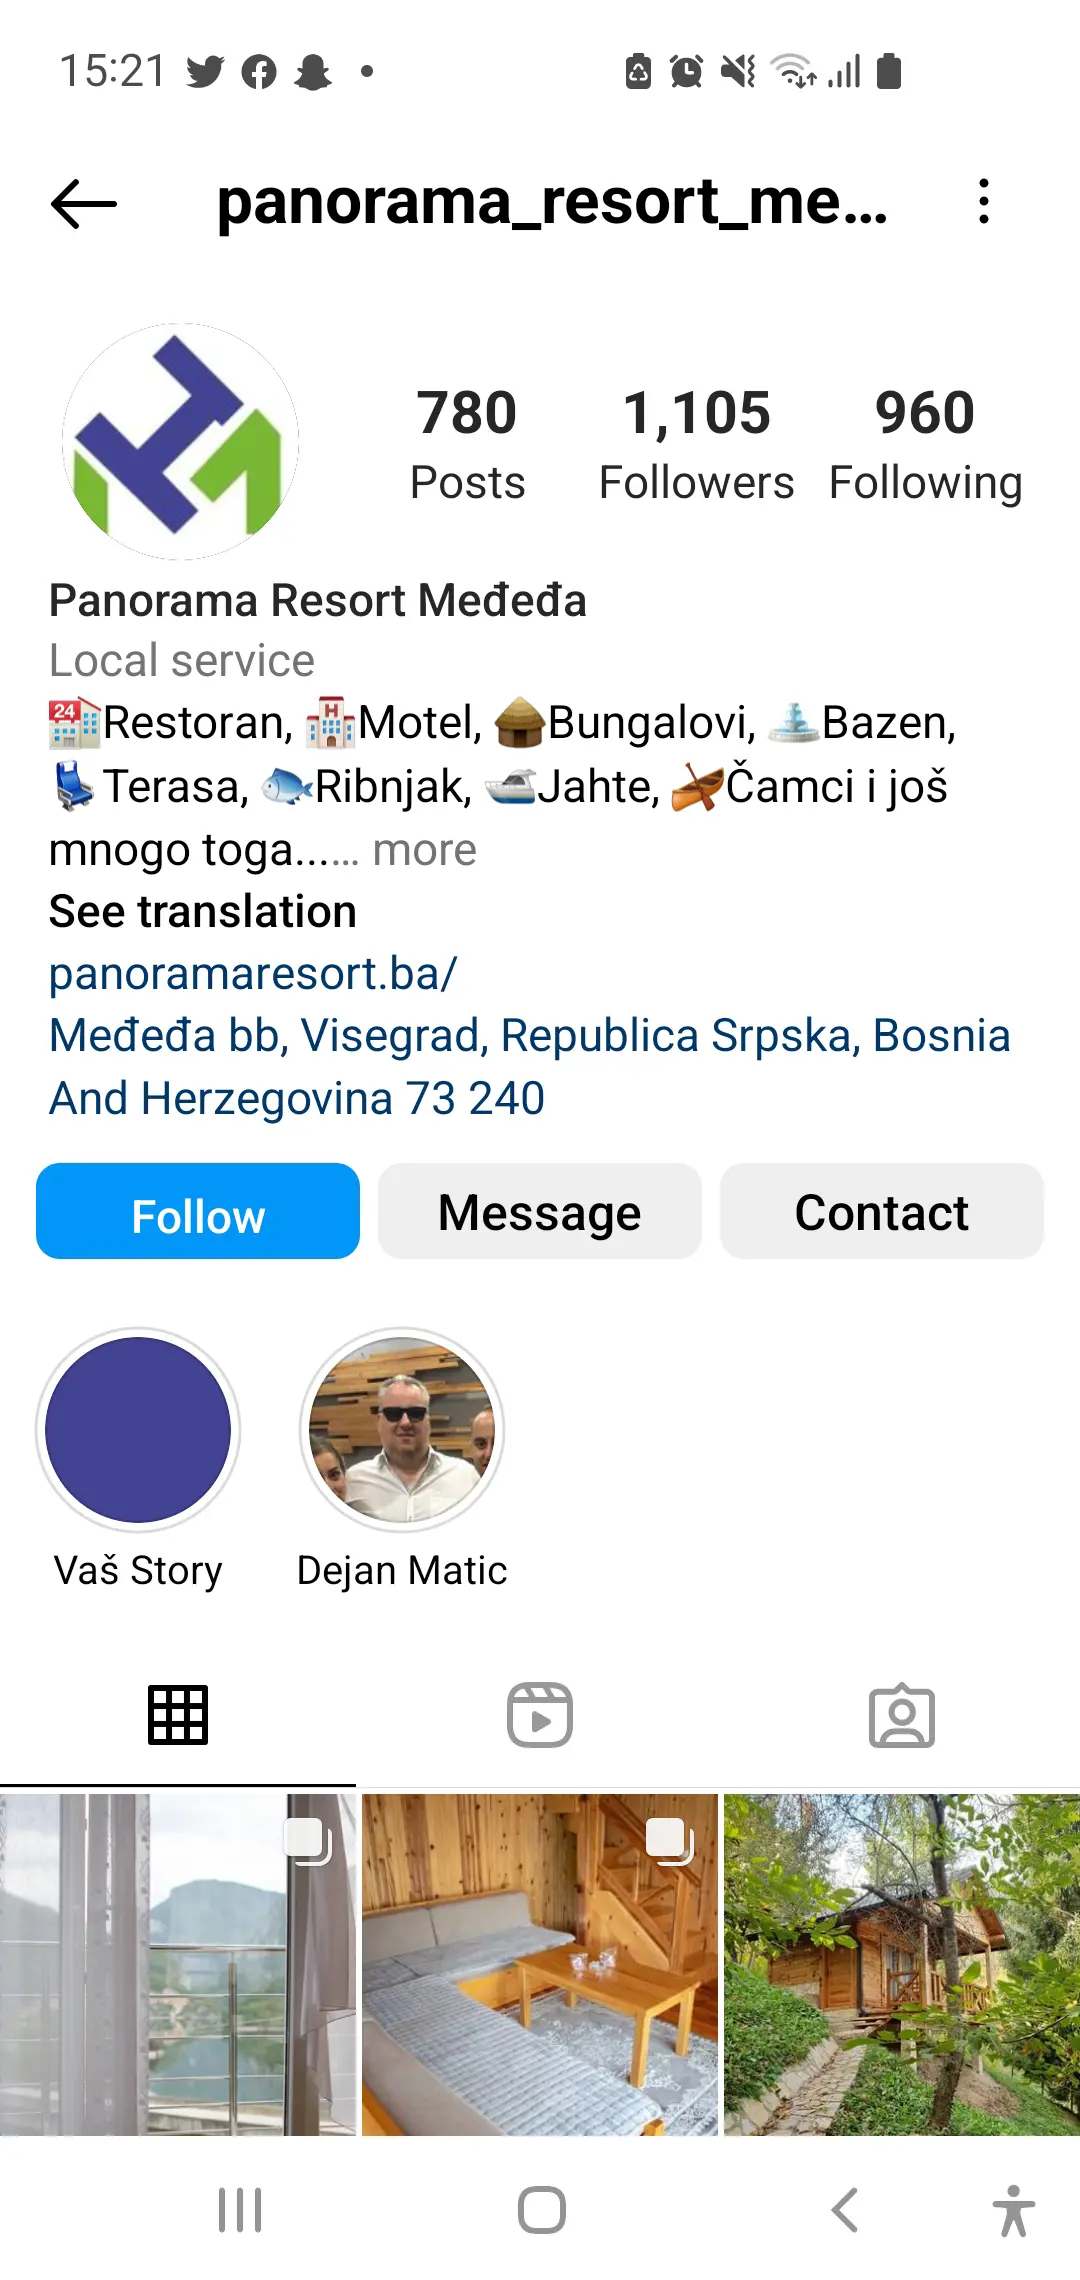 15:21
panorama_resort_me...
780 1,105 960
Posts Followers Following
Panorama Resort Međeđa
Local service
24 Restoran, H Motel, Bungalovi, Bazen,
Terasa, Ribnjak, Jahte, Čamci i još
mnogo toga...... more
See translation
panoramaresort.ba/
Međeđa bb, Visegrad, Republica Srpska, Bosnia
And Herzegovina 73 240
Follow Message Contact
Vaš Story Dejan Matic